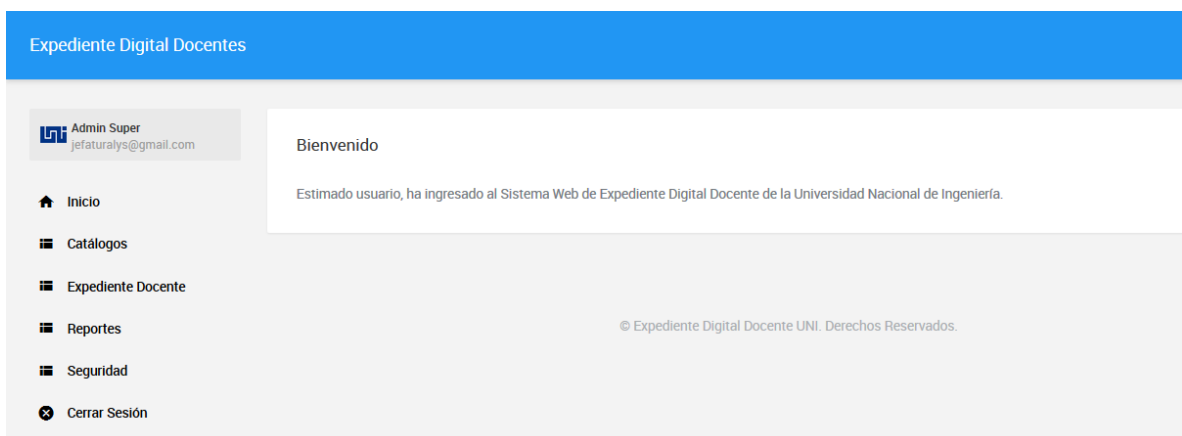 Expediente Digital Docentes
Admin Super
jefaturalys@gmail.com
Inicio
Catálogos
Expediente Docente
Reportes
Seguridad
Cerrar Sesión
Bienvenido
Estimado usuario, ha ingresado al Sistema Web de Expediente Digital Docente de la Universidad Nacional de Ingeniería.
© Expediente Digital Docente UNI. Derechos Reservados.